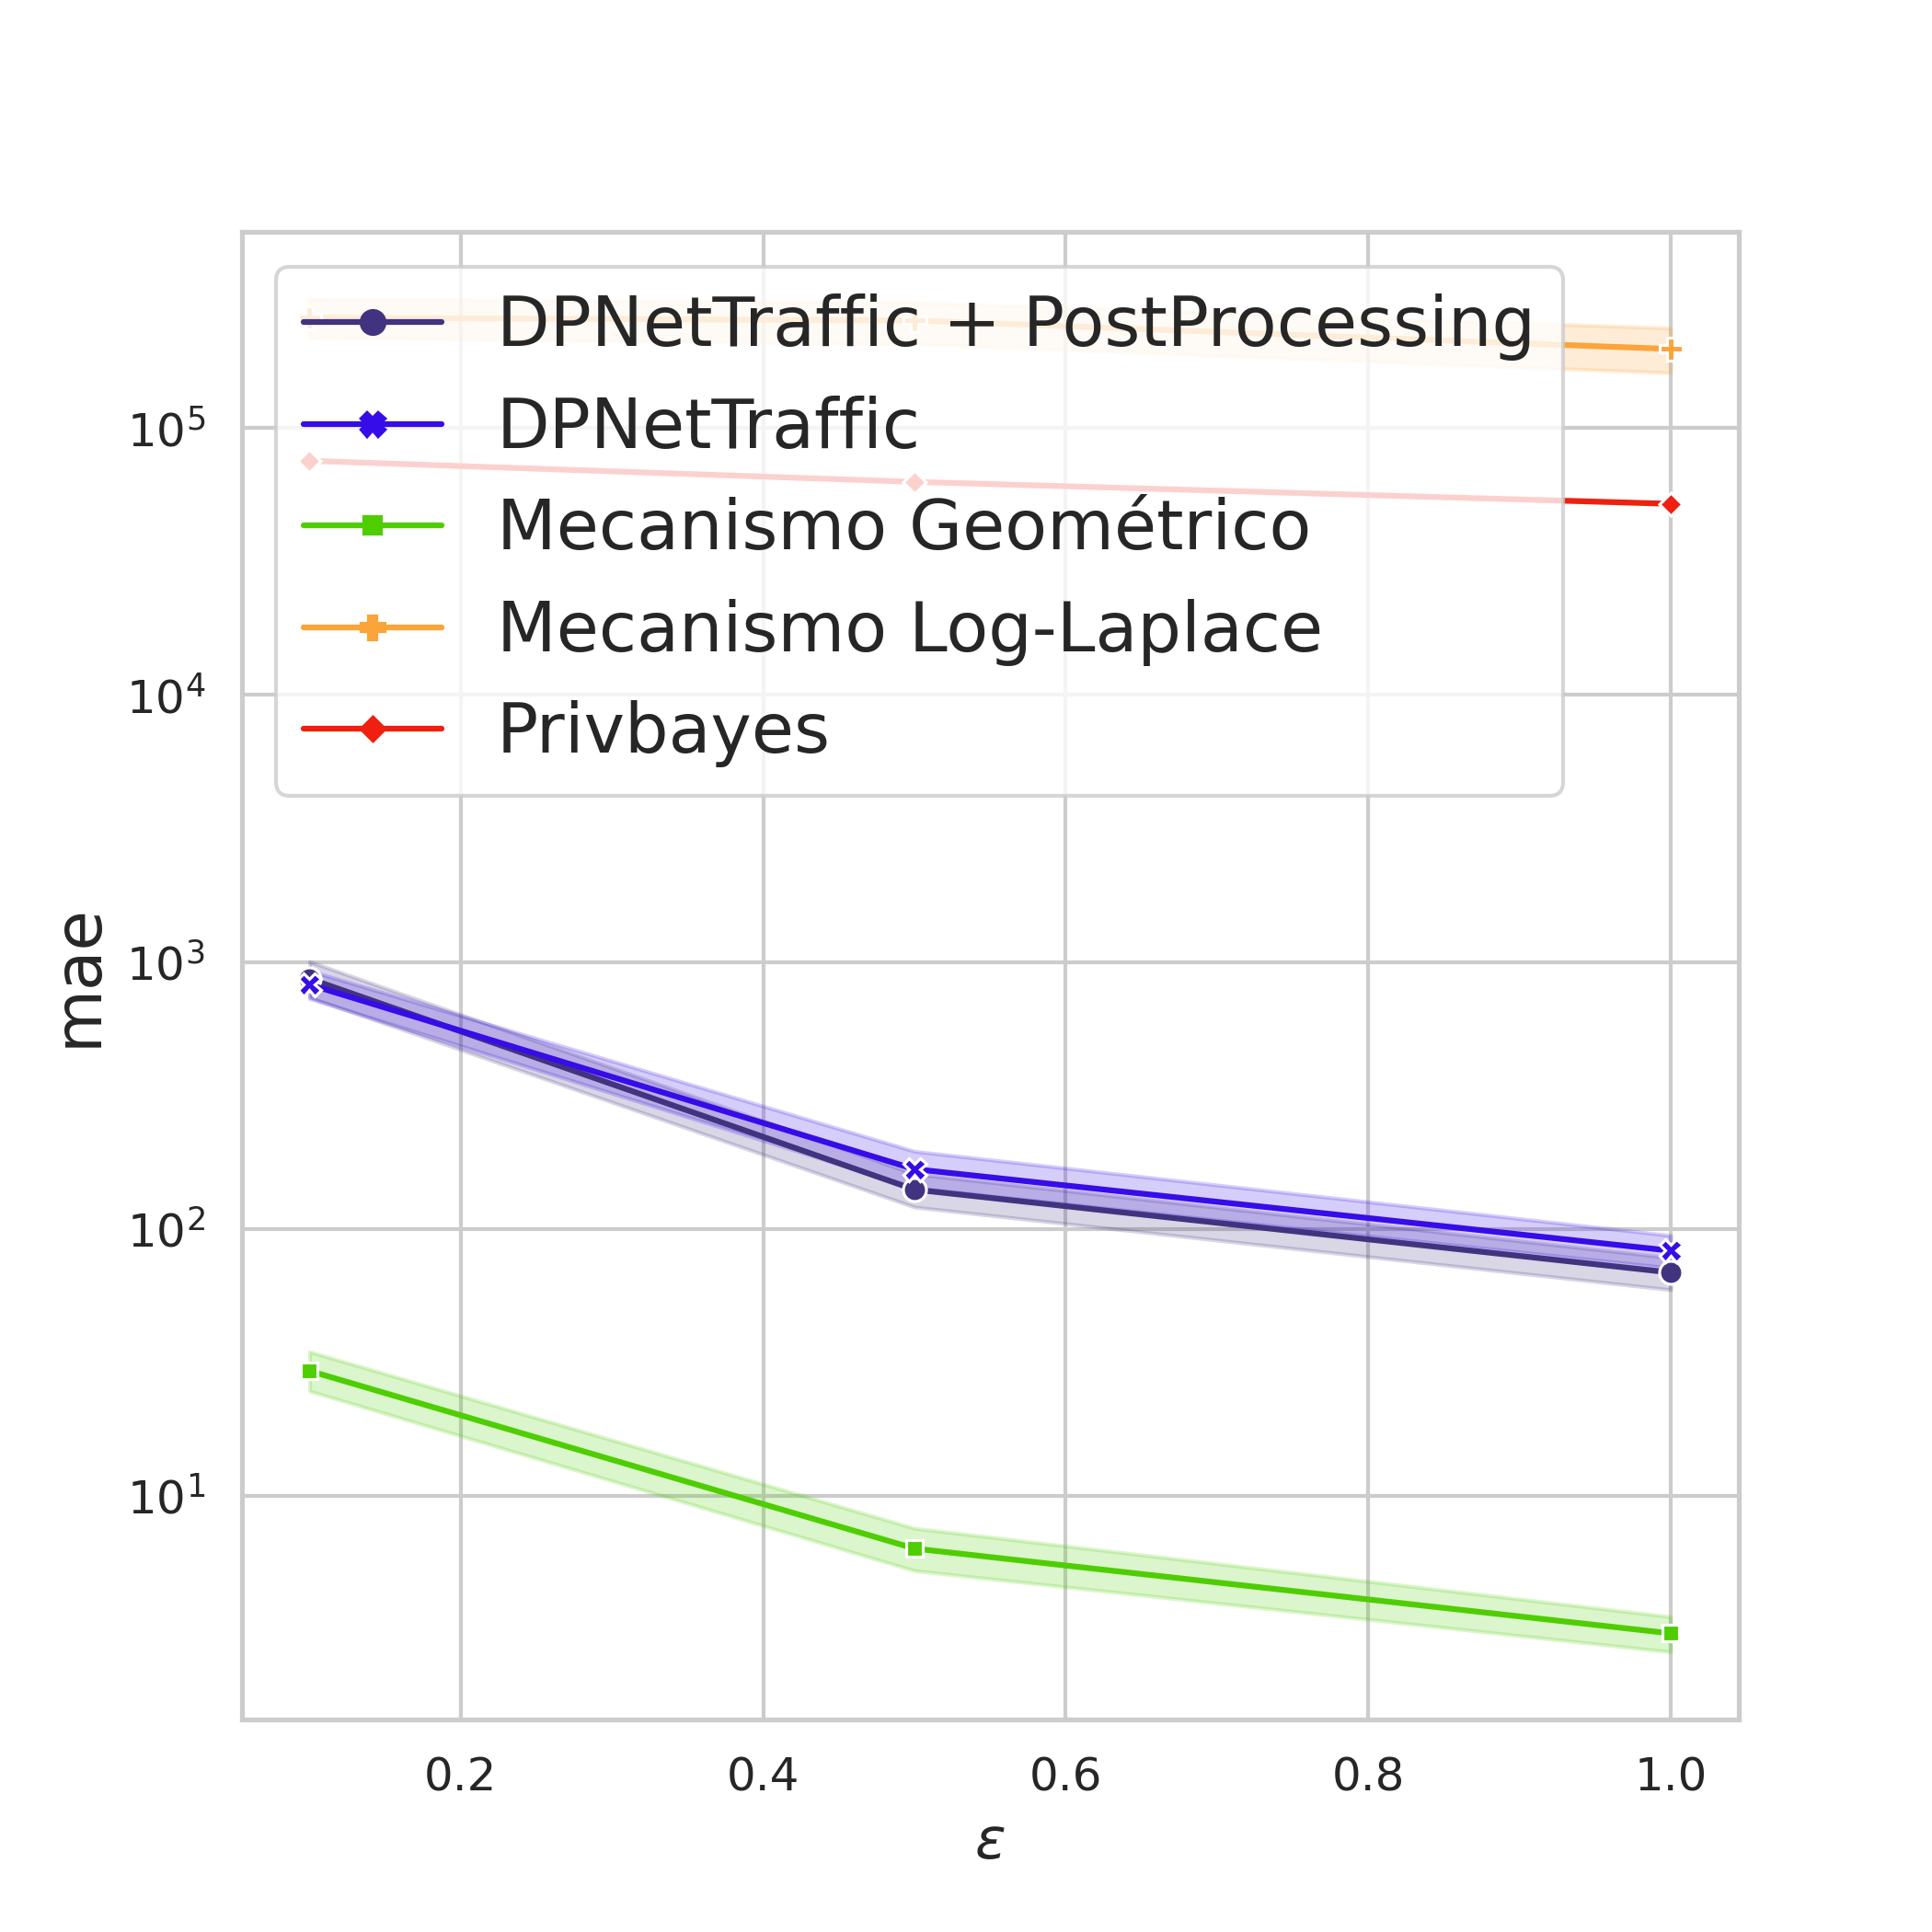 DPNetTraffic + PostProcessing
DPNetTraffic
Mecanismo Geométrico
Mecanismo Log-Laplace
Privbayes
10⁵
10⁴
10³
10²
10¹
mae
0.2 0.4 0.6 0.8 1.0
ε